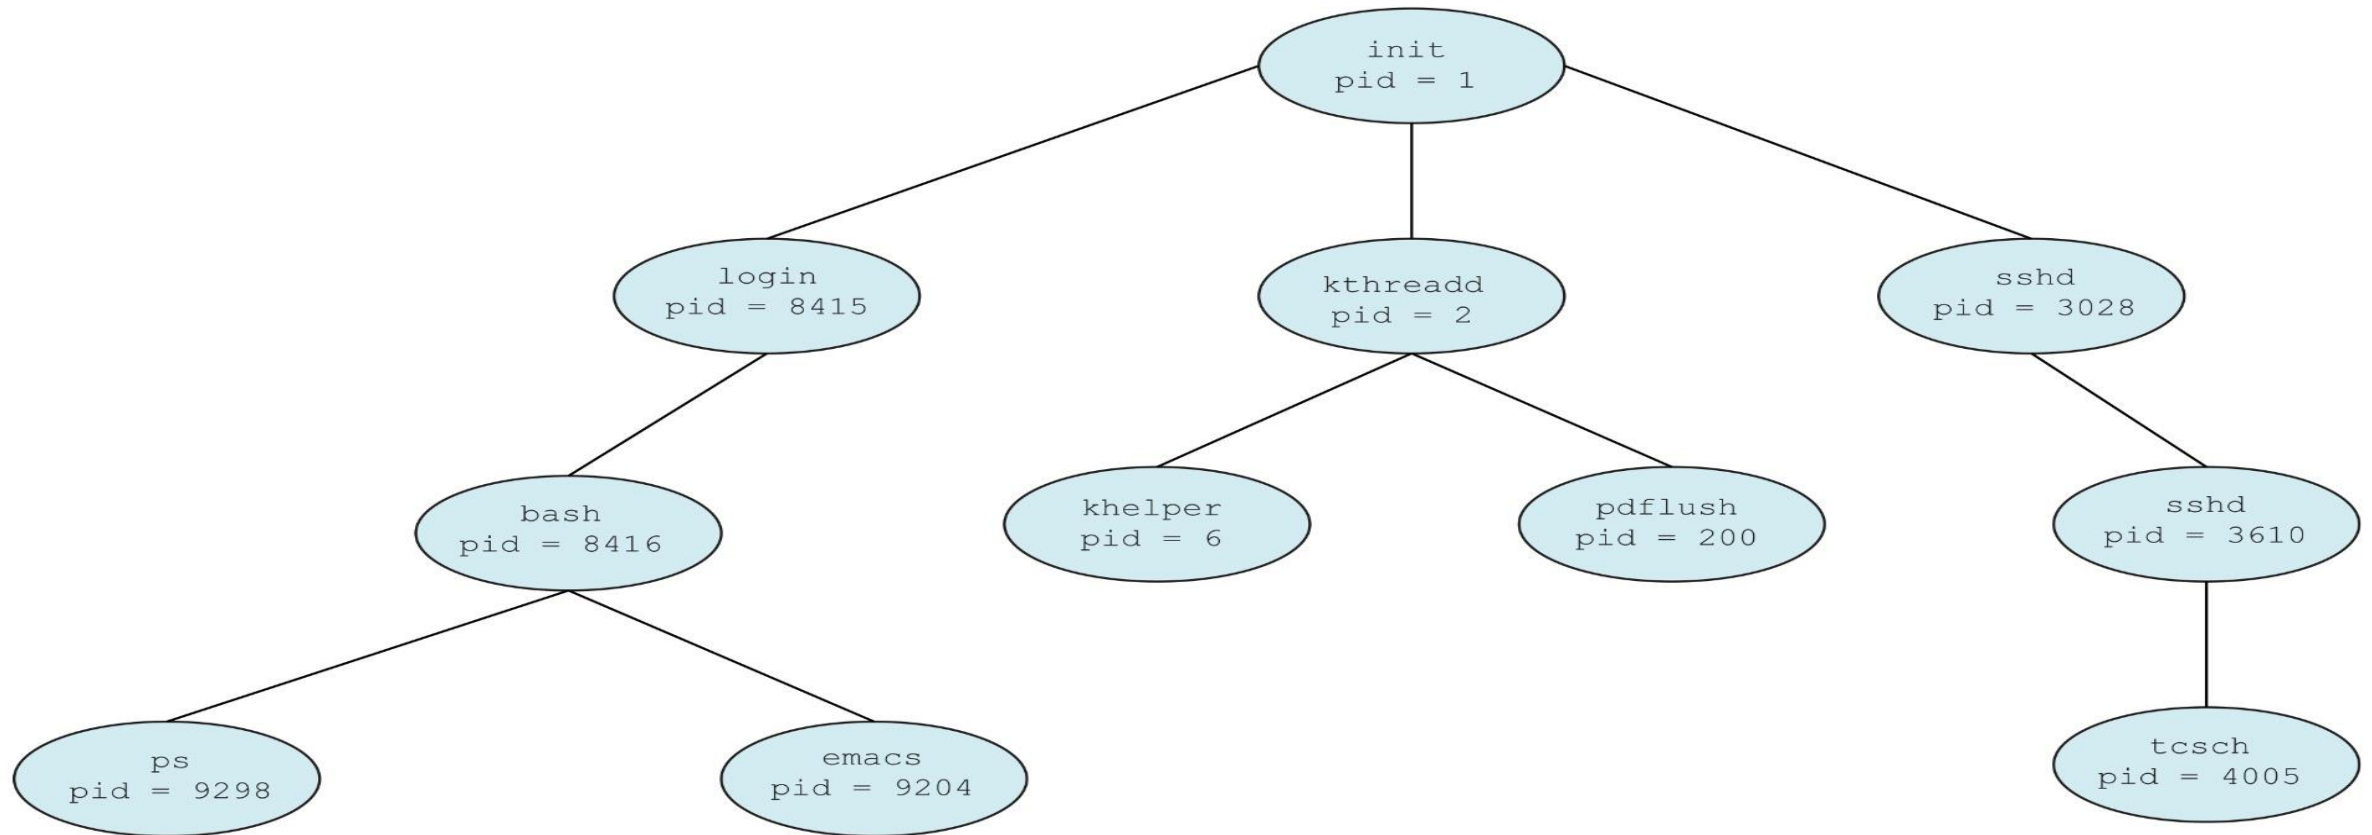 init
pid = 1
login
pid = 8415
kthreadd
pid = 2
sshd
pid = 3028
bash
pid = 8416
khelper
pid = 6
pdflush
pid = 200
sshd
pid = 3610
ps
pid = 9298
emacs
pid = 9204
tcsch
pid = 4005